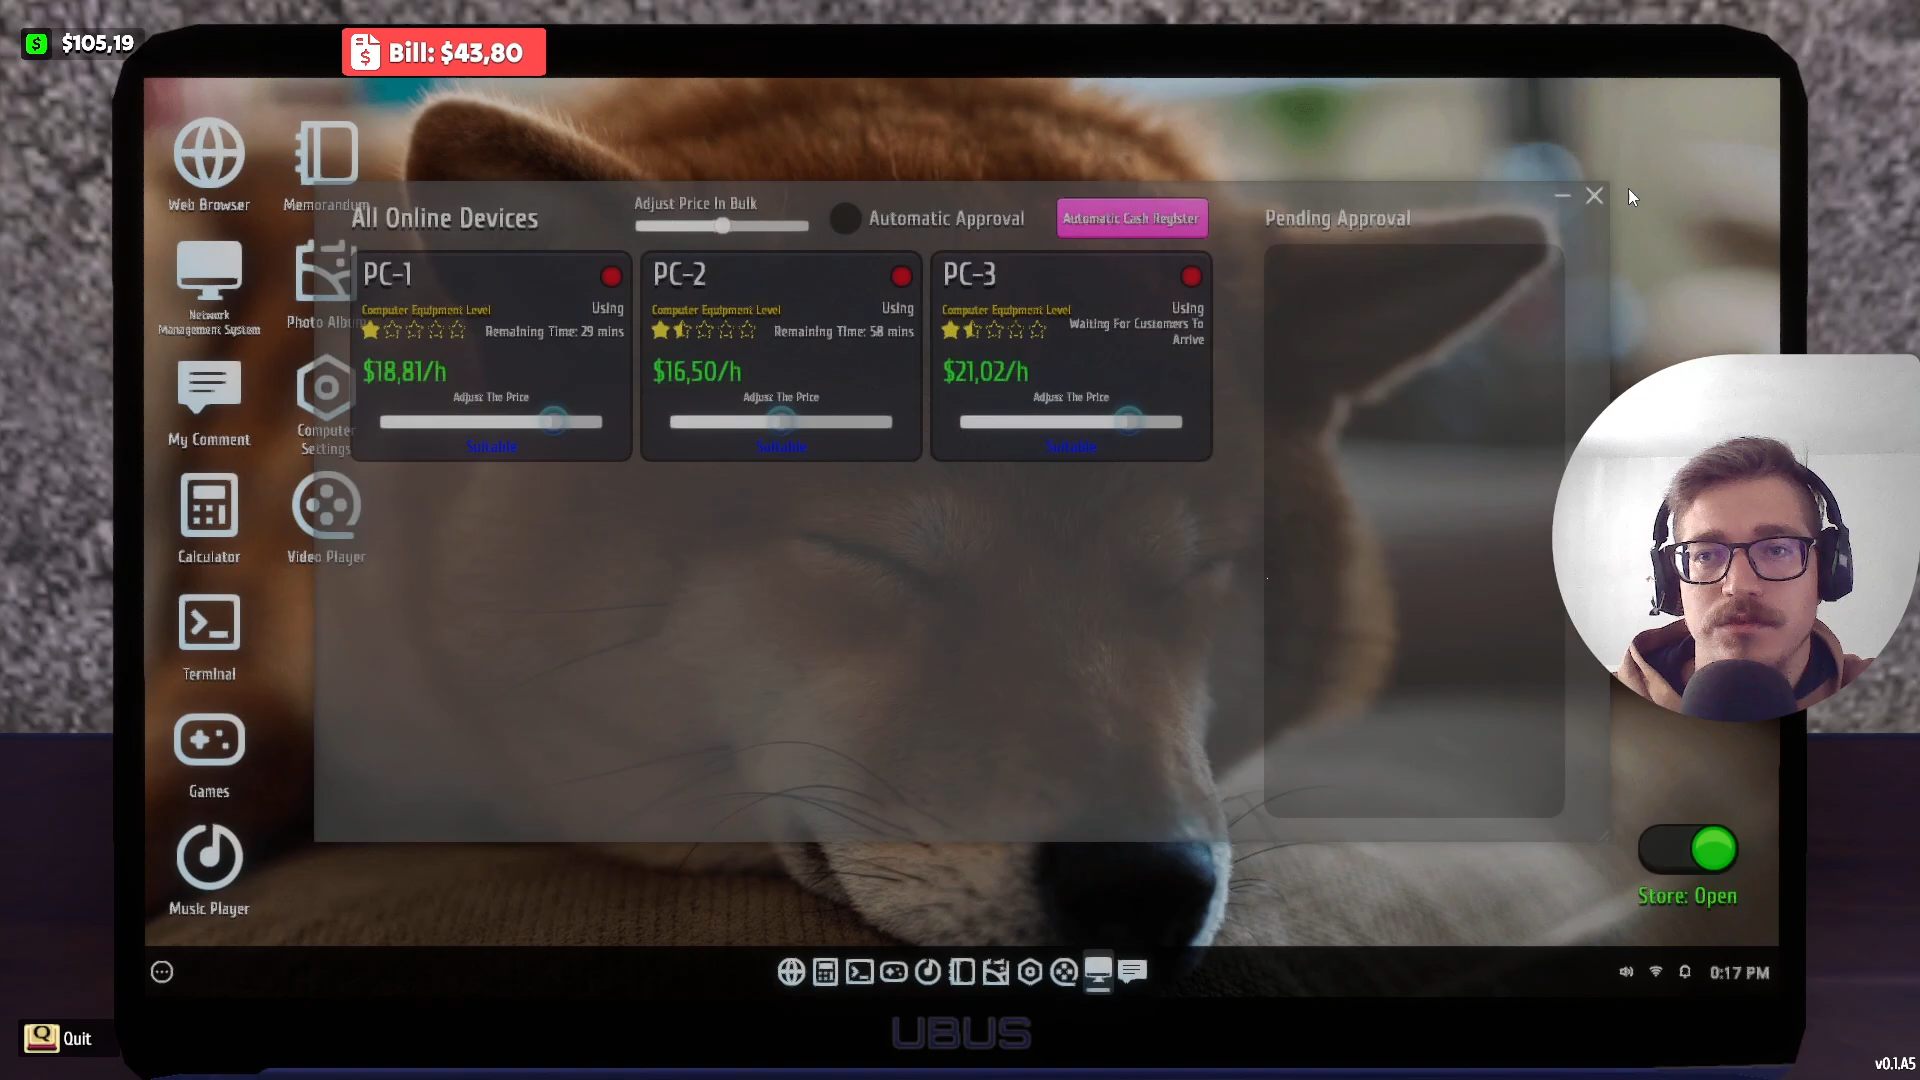 $105,19
Bill: $43,80
Web Browser
Memorandum
Network
Management System
Photo Album
My Comment
Computer
Settings
Calculator
Video Player
Terminal
Games
Music Player
All Online Devices
Adjust Price In Bulk
Automatic Approval
Automatic Cash Register
Pending Approval
PC-1
Computer Equipment Level
Using
Remaining Time: 29 mins
$18,81/h
Adjust The Price
Suitable
PC-2
Computer Equipment Level
Using
Remaining Time: 58 mins
$16,50/h
Adjust The Price
Suitable
PC-3
Computer Equipment Level
Using
Waiting For Customers To
Arrive
$21,02/h
Adjust The Price
Suitable
Store: Open
0:17 PM
UBUS
Q Quit
v0.1.A5